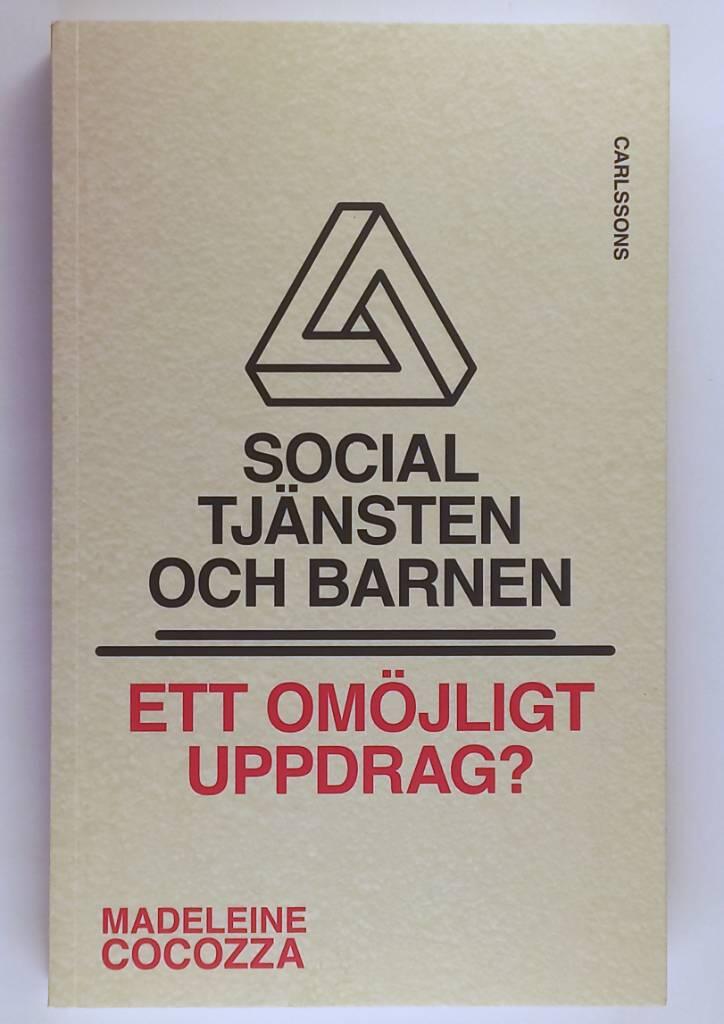 CARLSSONS
SOCIAL
TJÄNSTEN
OCH BARNEN
ETT OMÖJLIGT
UPPDRAG?
MADELEINE
COCOZZA